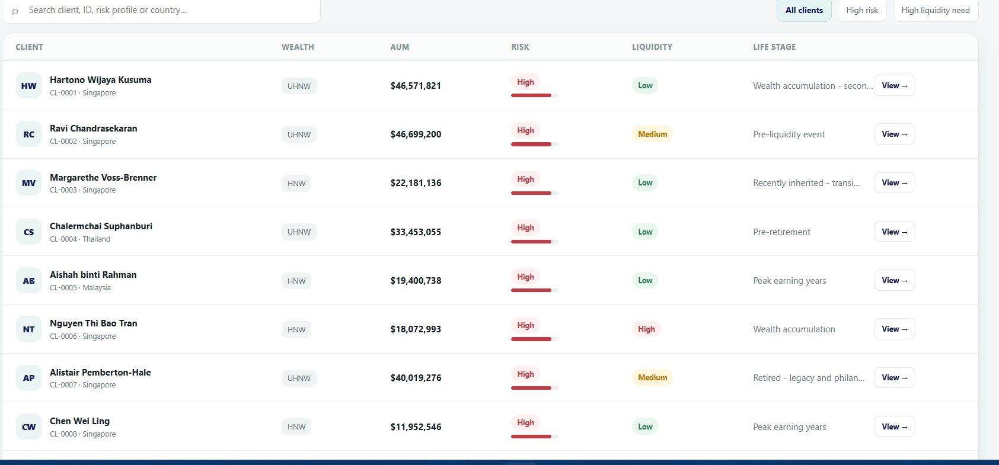 Search client, ID, risk profile or country...
All clients High risk High liquidity need
CLIENT WEALTH AUM RISK LIQUIDITY LIFE STAGE
HW Hartono Wijaya Kusuma
CL-0001 · Singapore
UHNW $46,571,821 High Low Wealth accumulation - secon... View →
RC Ravi Chandrasekaran
CL-0002 · Singapore
UHNW $46,699,200 High Medium Pre-liquidity event View →
MV Margarethe Voss-Brenner
CL-0003 · Singapore
HNW $22,181,136 High Low Recently inherited - transi... View →
CS Chalermchai Suphanburi
CL-0004 · Thailand
UHNW $33,453,055 High Low Pre-retirement View →
AB Aishah binti Rahman
CL-0005 · Malaysia
HNW $19,400,738 High Low Peak earning years View →
NT Nguyen Thi Bao Tran
CL-0006 · Singapore
HNW $18,072,993 High High Wealth accumulation View →
AP Alistair Pemberton-Hale
CL-0007 · Singapore
UHNW $40,019,276 High Medium Retired - legacy and philan... View →
CW Chen Wei Ling
CL-0008 · Singapore
HNW $11,952,546 High Low Peak earning years View →